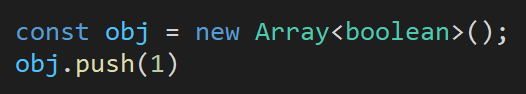 const obj = new Array<boolean>();
obj.push(1)